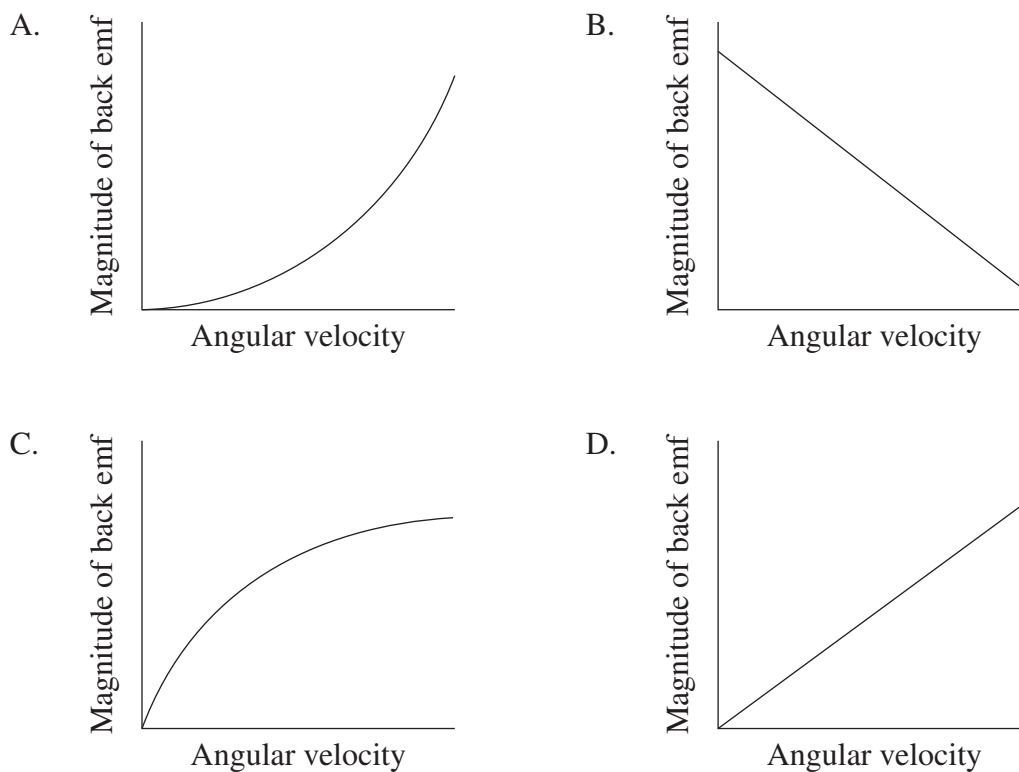 A.
Magnitude of back emf
Angular velocity
B.
Magnitude of back emf
Angular velocity
C.
Magnitude of back emf
Angular velocity
D.
Magnitude of back emf
Angular velocity